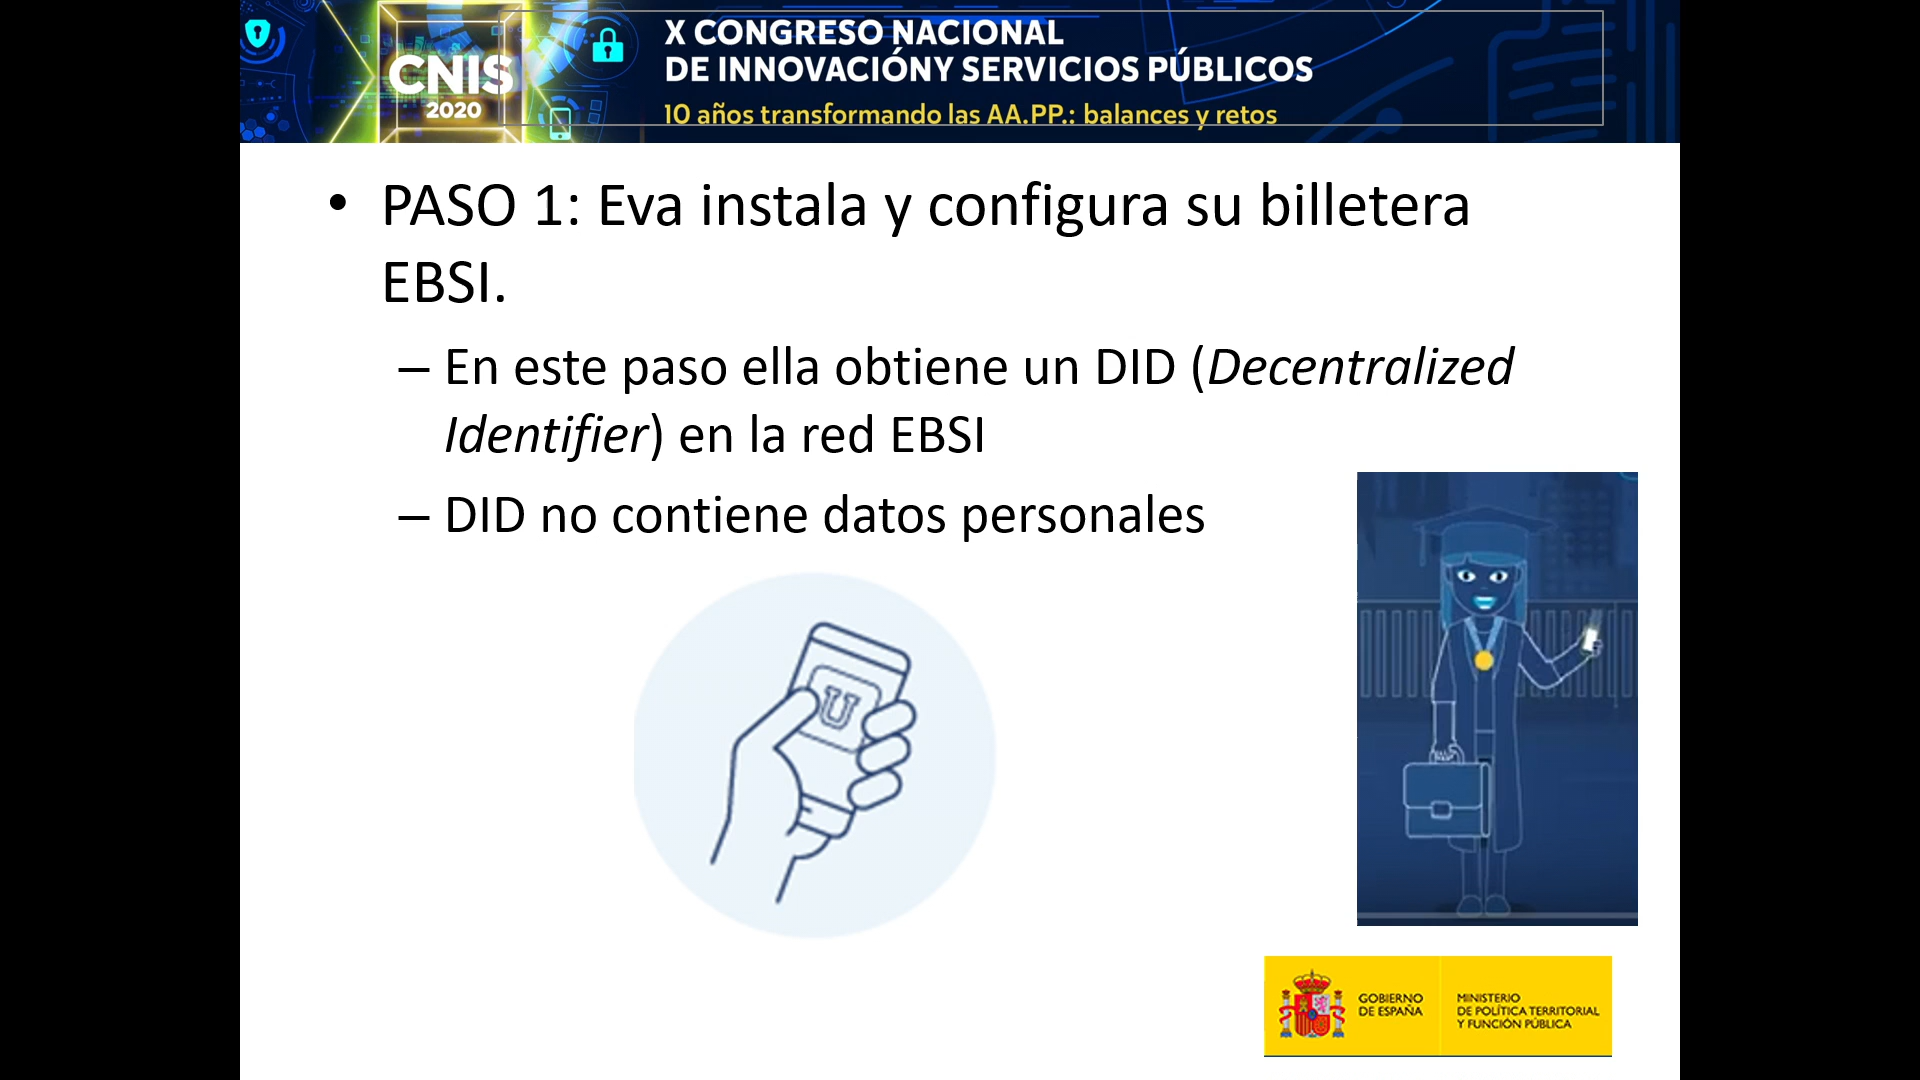 CNIS
2020
X CONGRESO NACIONAL
DE INNOVACIÓNY SERVICIOS PÚBLICOS
10 años transformando las AA.PP.: balances y retos
• PASO 1: Eva instala y configura su billetera
EBSI.
– En este paso ella obtiene un DID (Decentralized
Identifier) en la red EBSI
– DID no contiene datos personales
U
GOBIERNO
DE ESPAÑA
MINISTERIO
DE POLÍTICA TERRITORIAL
Y FUNCIÓN PÚBLICA